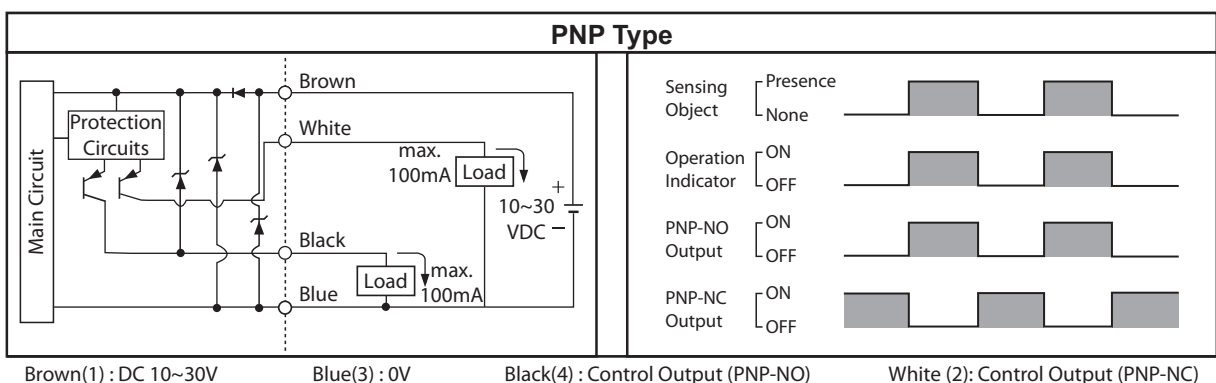 PNP Type
Main Circuit
Protection
Circuits
Brown
White
max.
100mA
Load
+
10~30
VDC
−
Black
Load
max.
100mA
Blue
Sensing
Object
Presence
None
Operation
Indicator
ON
OFF
PNP-NO
Output
ON
OFF
PNP-NC
Output
ON
OFF
Brown(1) : DC 10~30V Blue(3) : 0V Black(4) : Control Output (PNP-NO) White (2): Control Output (PNP-NC)